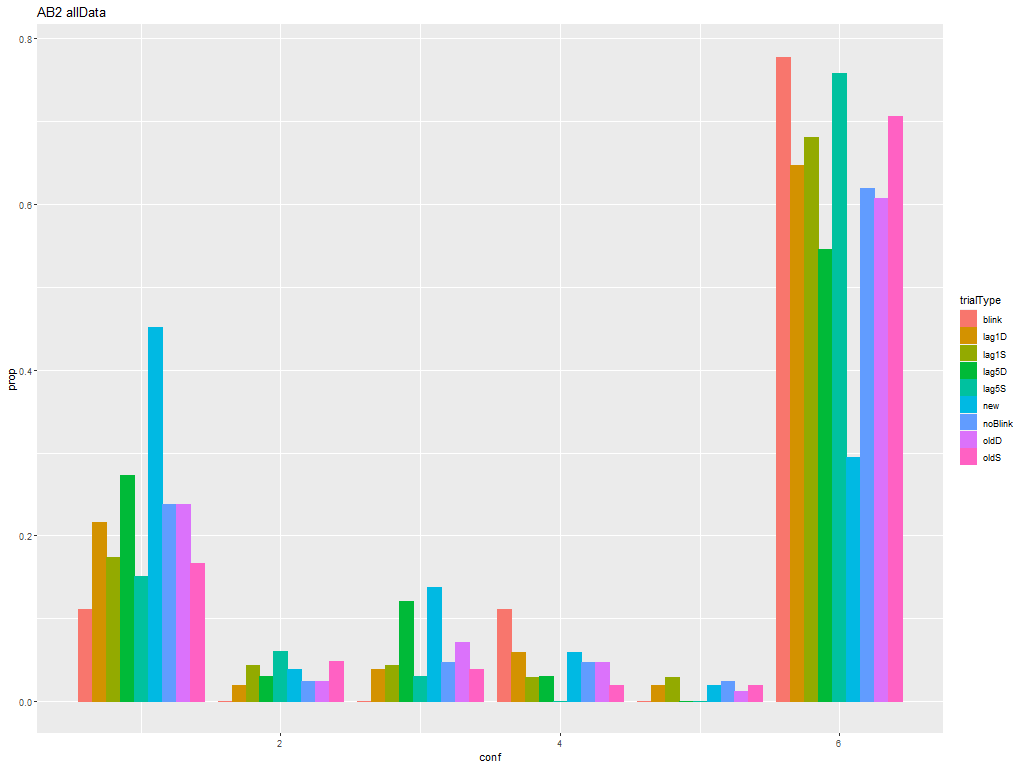 AB2 allData
0.8
0.6
0.4
0.2
0.0
prop
2
4
6
conf
trialType
blink
lag1D
lag1S
lag5D
lag5S
new
noBlink
oldD
oldS